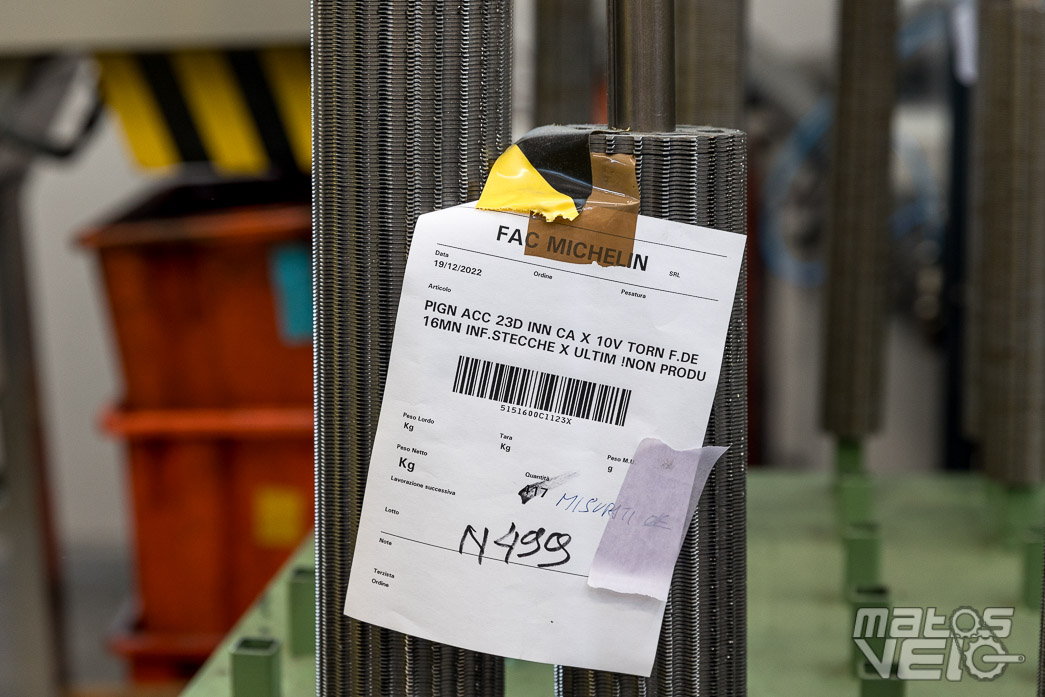 FAC MICHELIN SRL
Data Ordine Pesatura
19/12/2022
Articolo
PIGN ACC 23D INN CA X 10V TORN F.DE
16MN INF.STECCHE X ULTIM !NON PRODU
5151600C1123X
Peso Lordo Tara Peso M.U.
Kg Kg g
Peso Netto Quantità
Kg
Lavorazione successiva
MISURATI DE
Lotto
N499
Note
Terzista
Ordine
matos
VELO